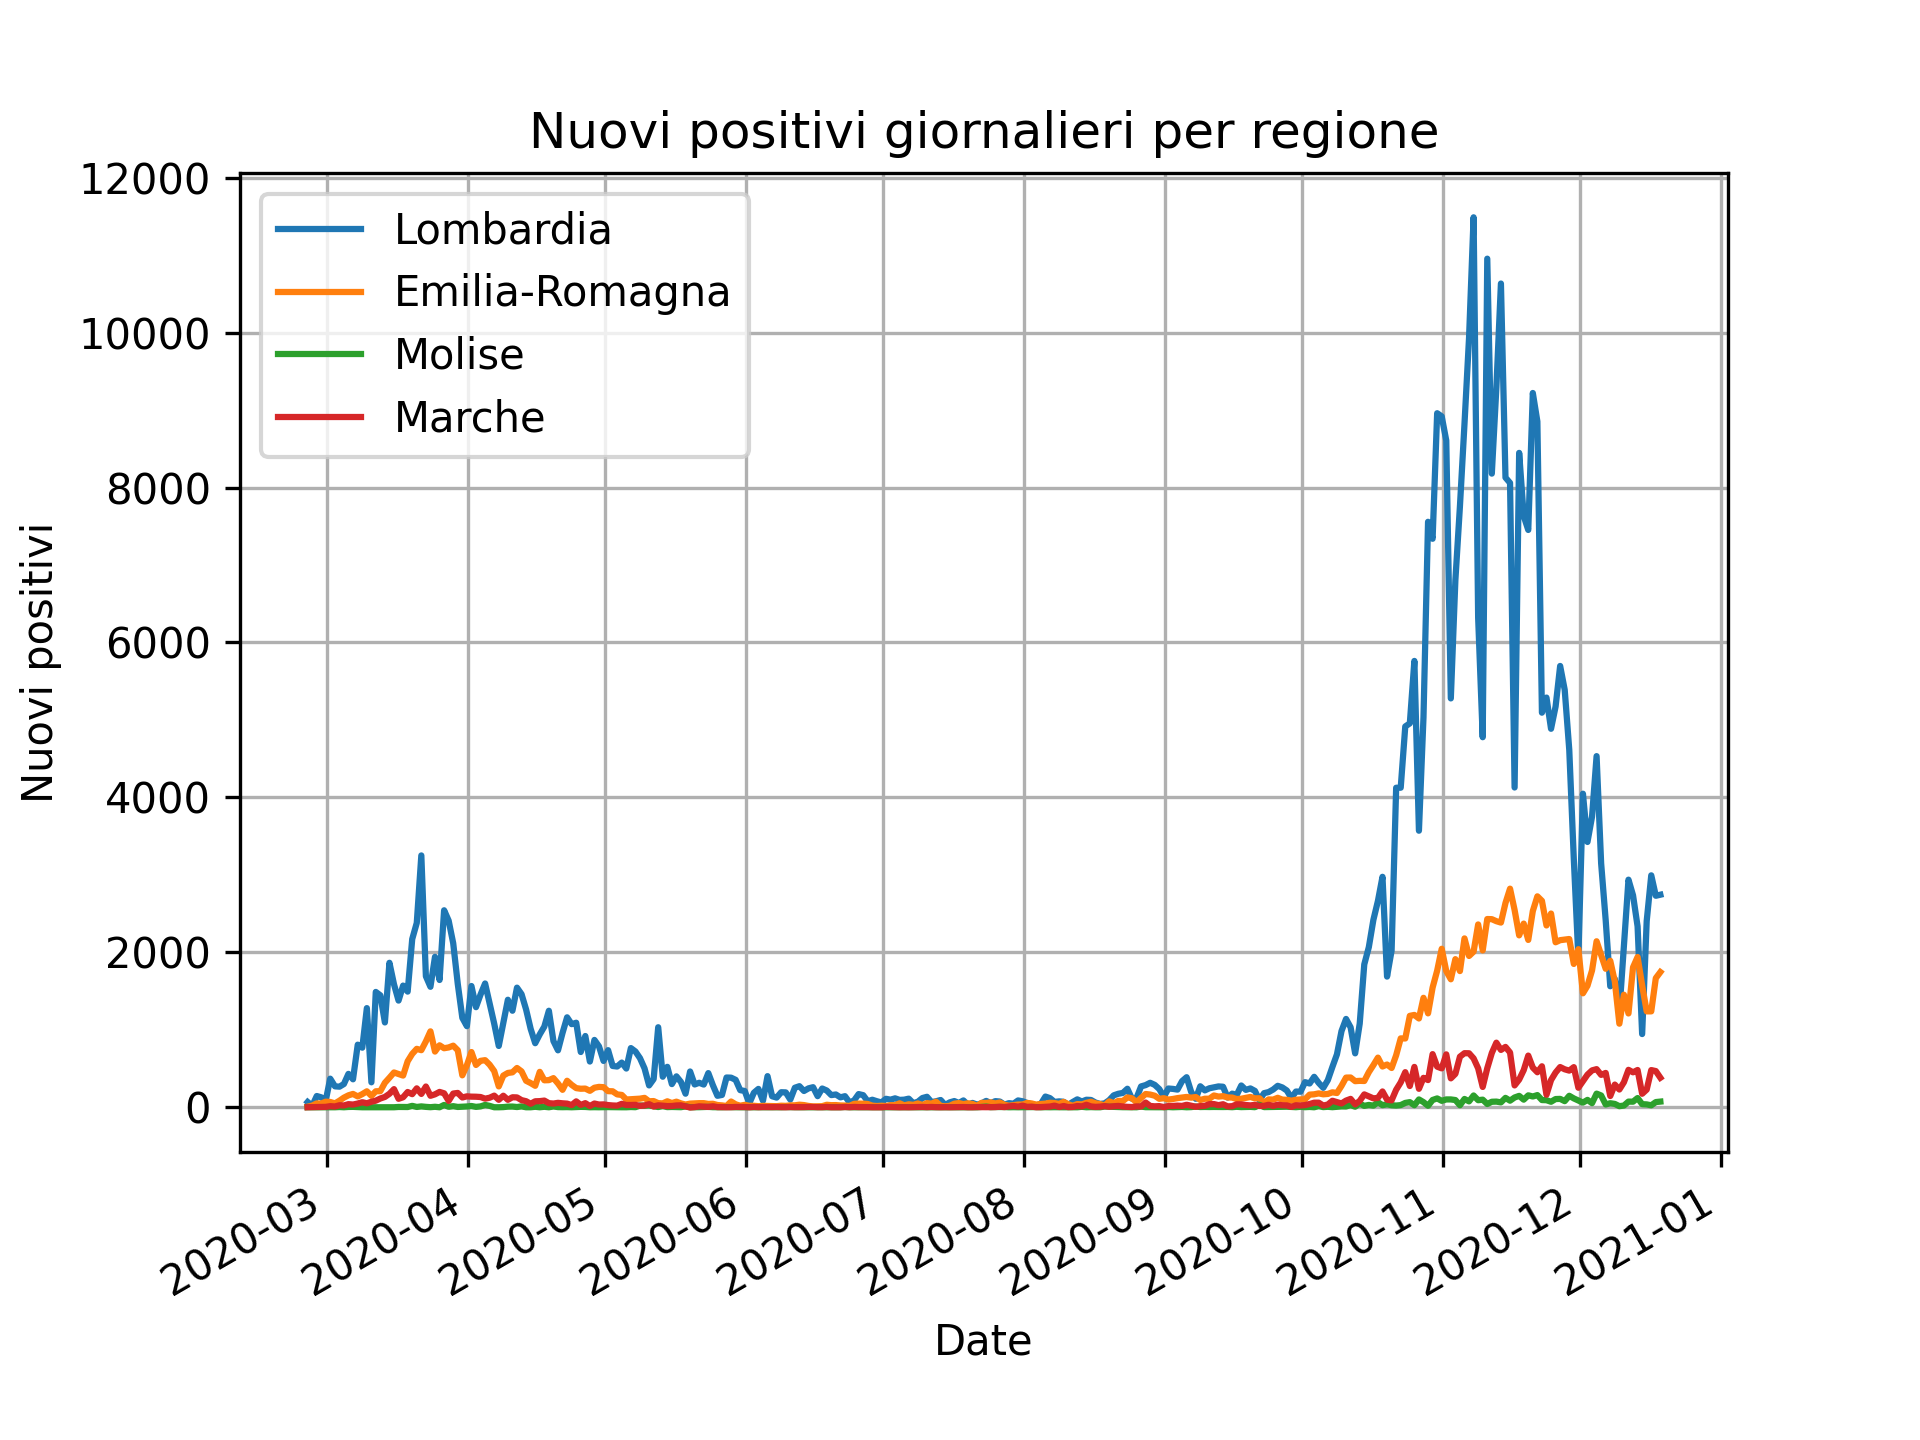 Nuovi positivi giornalieri per regione
12000
10000
8000
6000
4000
2000
0
Nuovi positivi
Lombardia
Emilia-Romagna
Molise
Marche
2020-03
2020-04
2020-05
2020-06
2020-07
2020-08
2020-09
2020-10
2020-11
2020-12
2021-01
Date